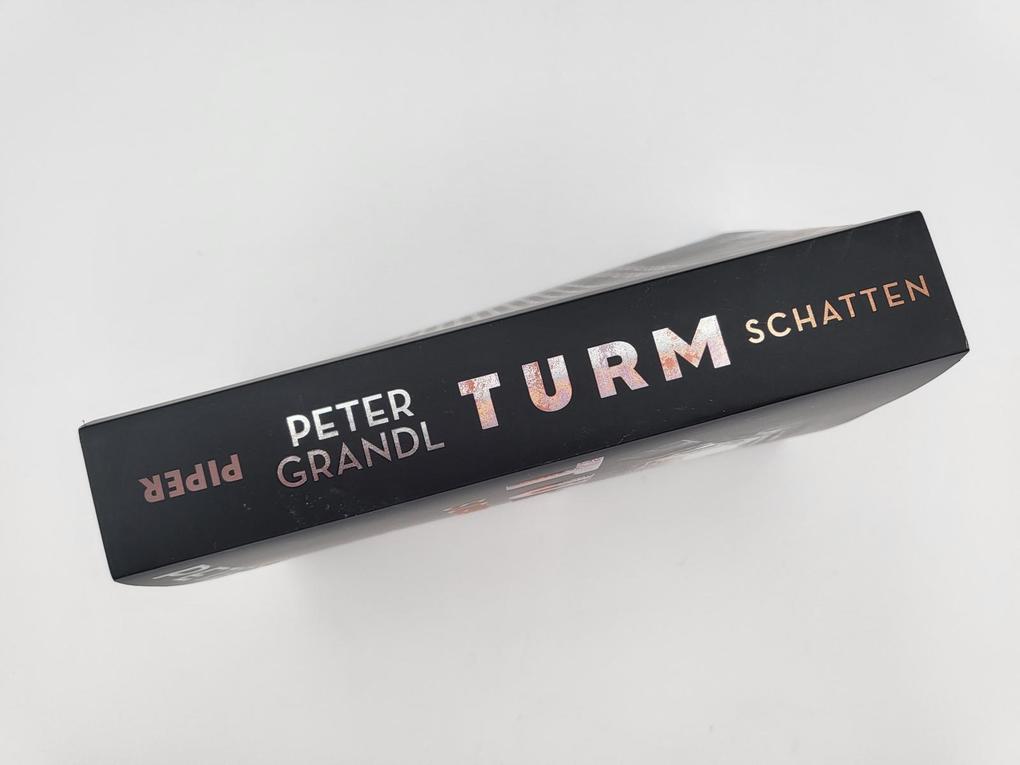 PIPER
PETER
GRANDL
TURM
SCHATTEN